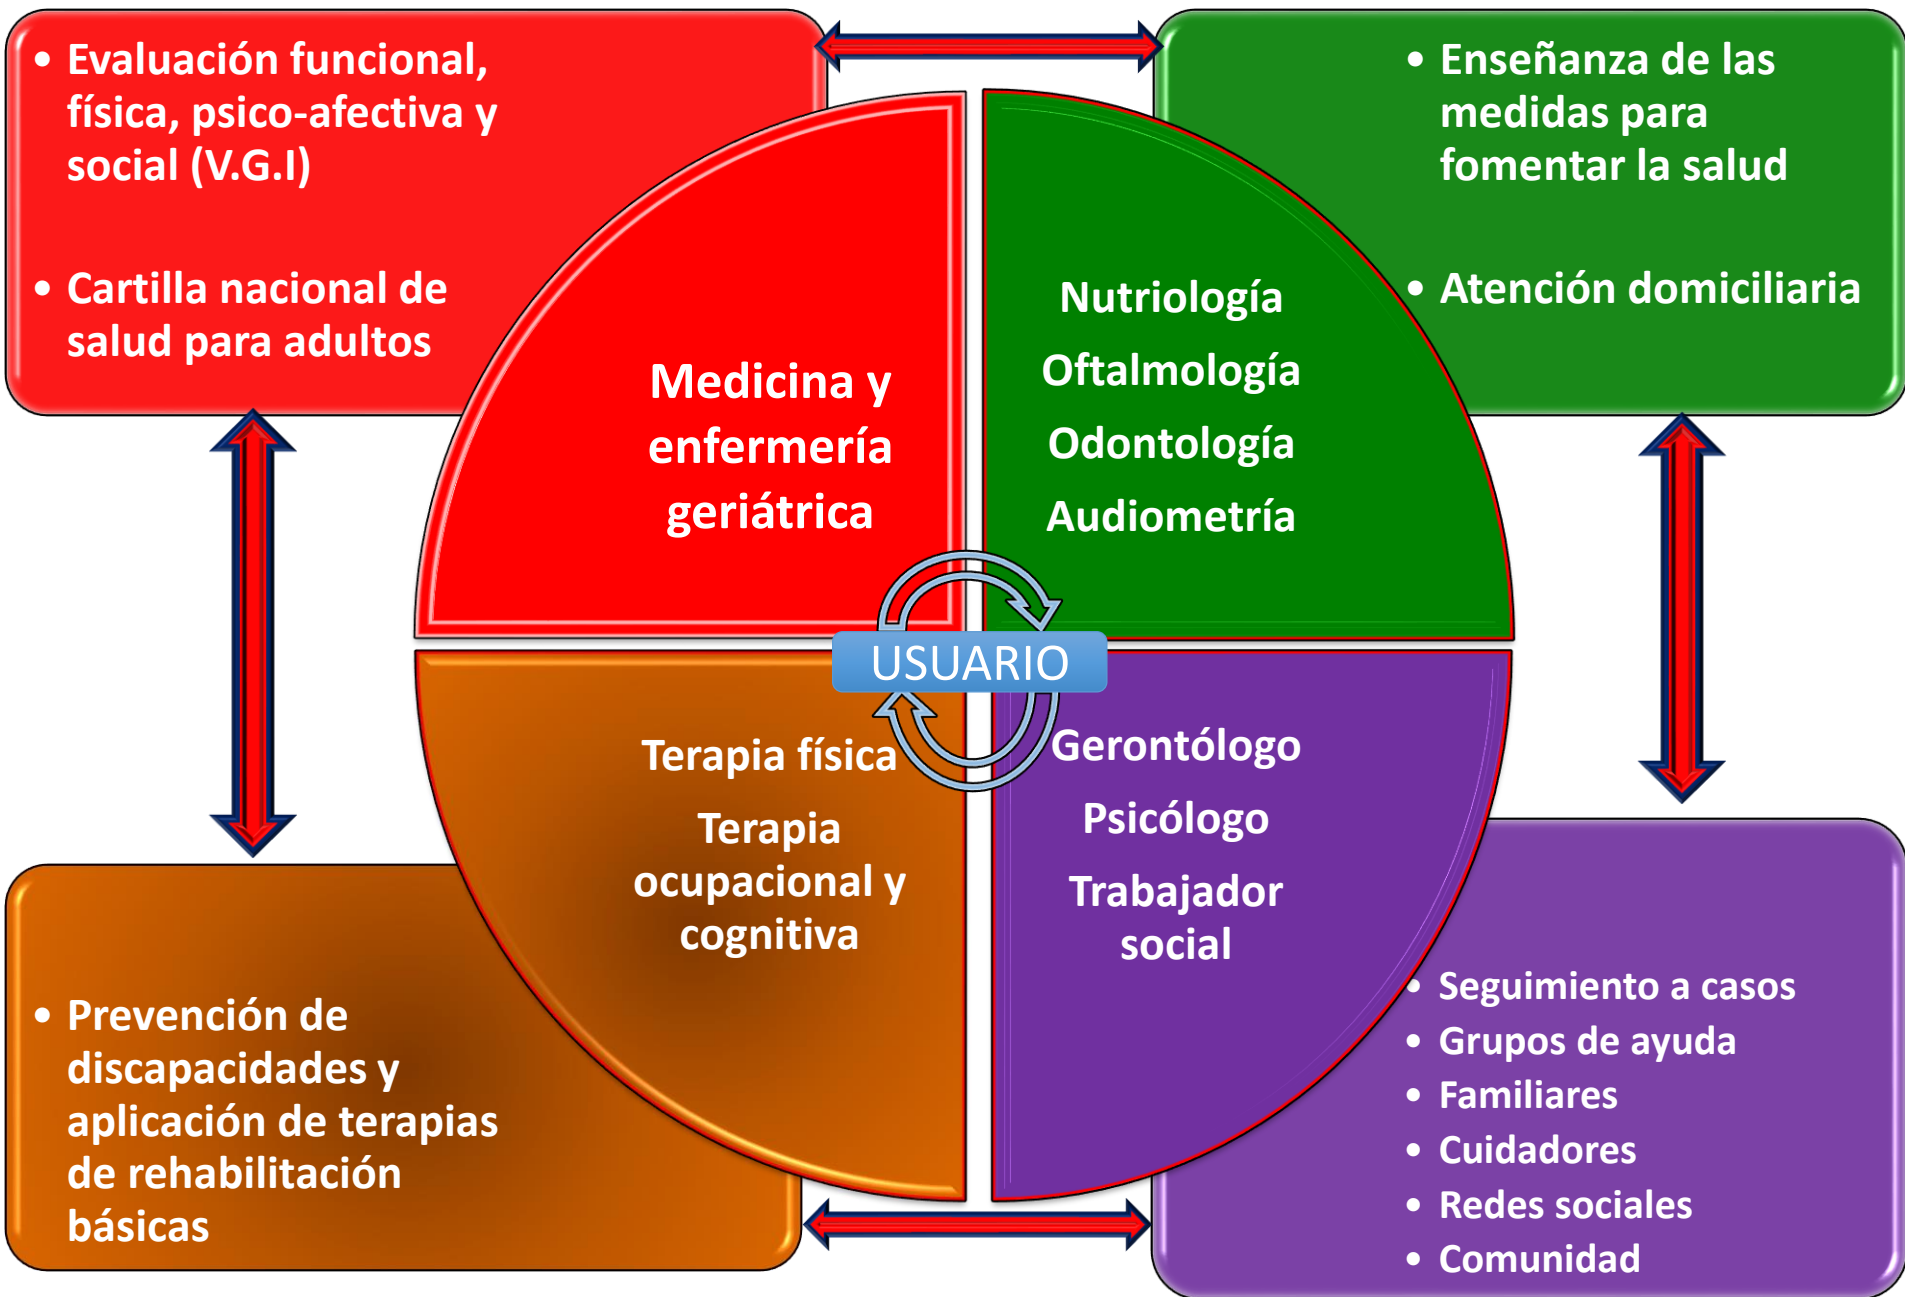 • Evaluación funcional,
física, psico-afectiva y
social (V.G.I)
• Cartilla nacional de
salud para adultos
• Enseñanza de las
medidas para
fomentar la salud
• Atención domiciliaria
Medicina y
enfermería
geriátrica
Nutriología
Oftalmología
Odontología
Audiometría
USUARIO
Terapia física
Terapia
ocupacional y
cognitiva
Gerontólogo
Psicólogo
Trabajador
social
• Prevención de
discapacidades y
aplicación de terapias
de rehabilitación
básicas
• Seguimiento a casos
• Grupos de ayuda
• Familiares
• Cuidadores
• Redes sociales
• Comunidad